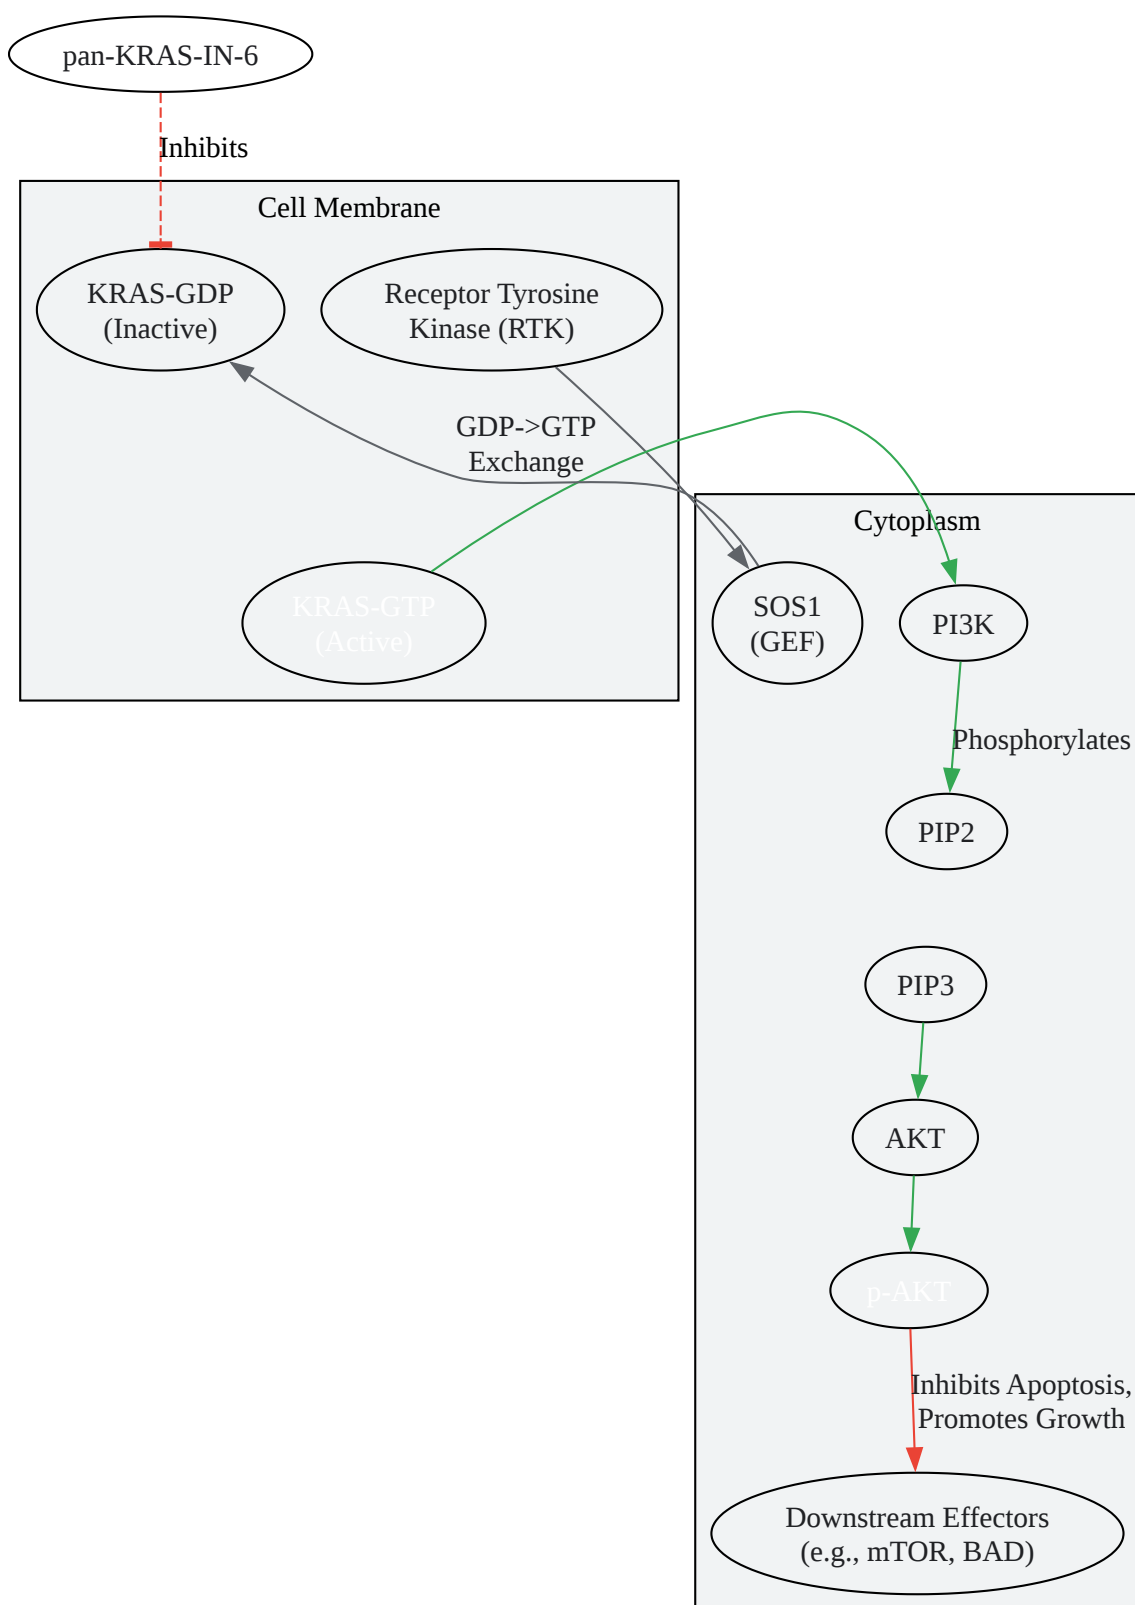 pan-KRAS-IN-6
Inhibits
Cell Membrane
KRAS-GDP
(Inactive)
Receptor Tyrosine
Kinase (RTK)
GDP->GTP
Exchange
Cytoplasm
KRAS-GTP
(Active)
SOS1
(GEF)
PI3K
Phosphorylates
PIP2
PIP3
AKT
p-AKT
Inhibits Apoptosis,
Promotes Growth
Downstream Effectors
(e.g., mTOR, BAD)